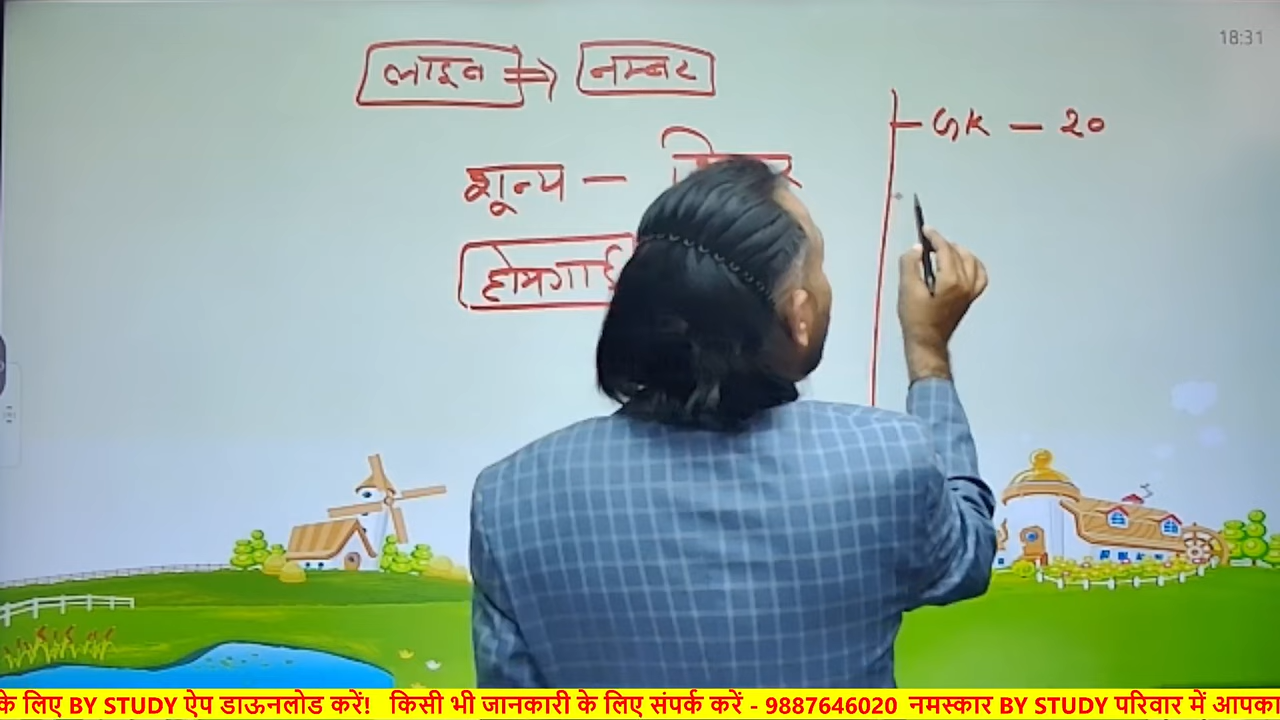 18:31
लाइन ⇒ नम्बर
GK - 20
शून्य -
होमगार्ड
के लिए BY STUDY ऐप डाऊनलोड करें! किसी भी जानकारी के लिए संपर्क करें - 9887646020 नमस्कार BY STUDY परिवार में आपका